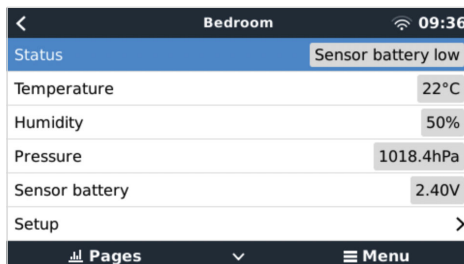 Bedroom 09:36
Status Sensor battery low
Temperature 22°C
Humidity 50%
Pressure 1018.4hPa
Sensor battery 2.40V
Setup
Pages Menu